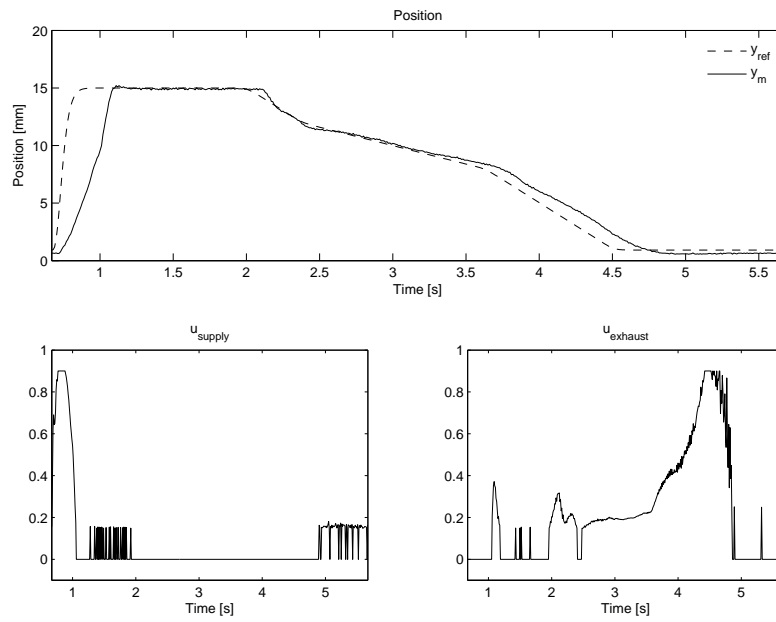 Position
20
15
10
5
0
Position [mm]
y_ref
y_m
1 1.5 2 2.5 3 3.5 4 4.5 5 5.5
Time [s]
u_supply
1
0.8
0.6
0.4
0.2
0
1 2 3 4 5
Time [s]
u_exhaust
1
0.8
0.6
0.4
0.2
0
1 2 3 4 5
Time [s]